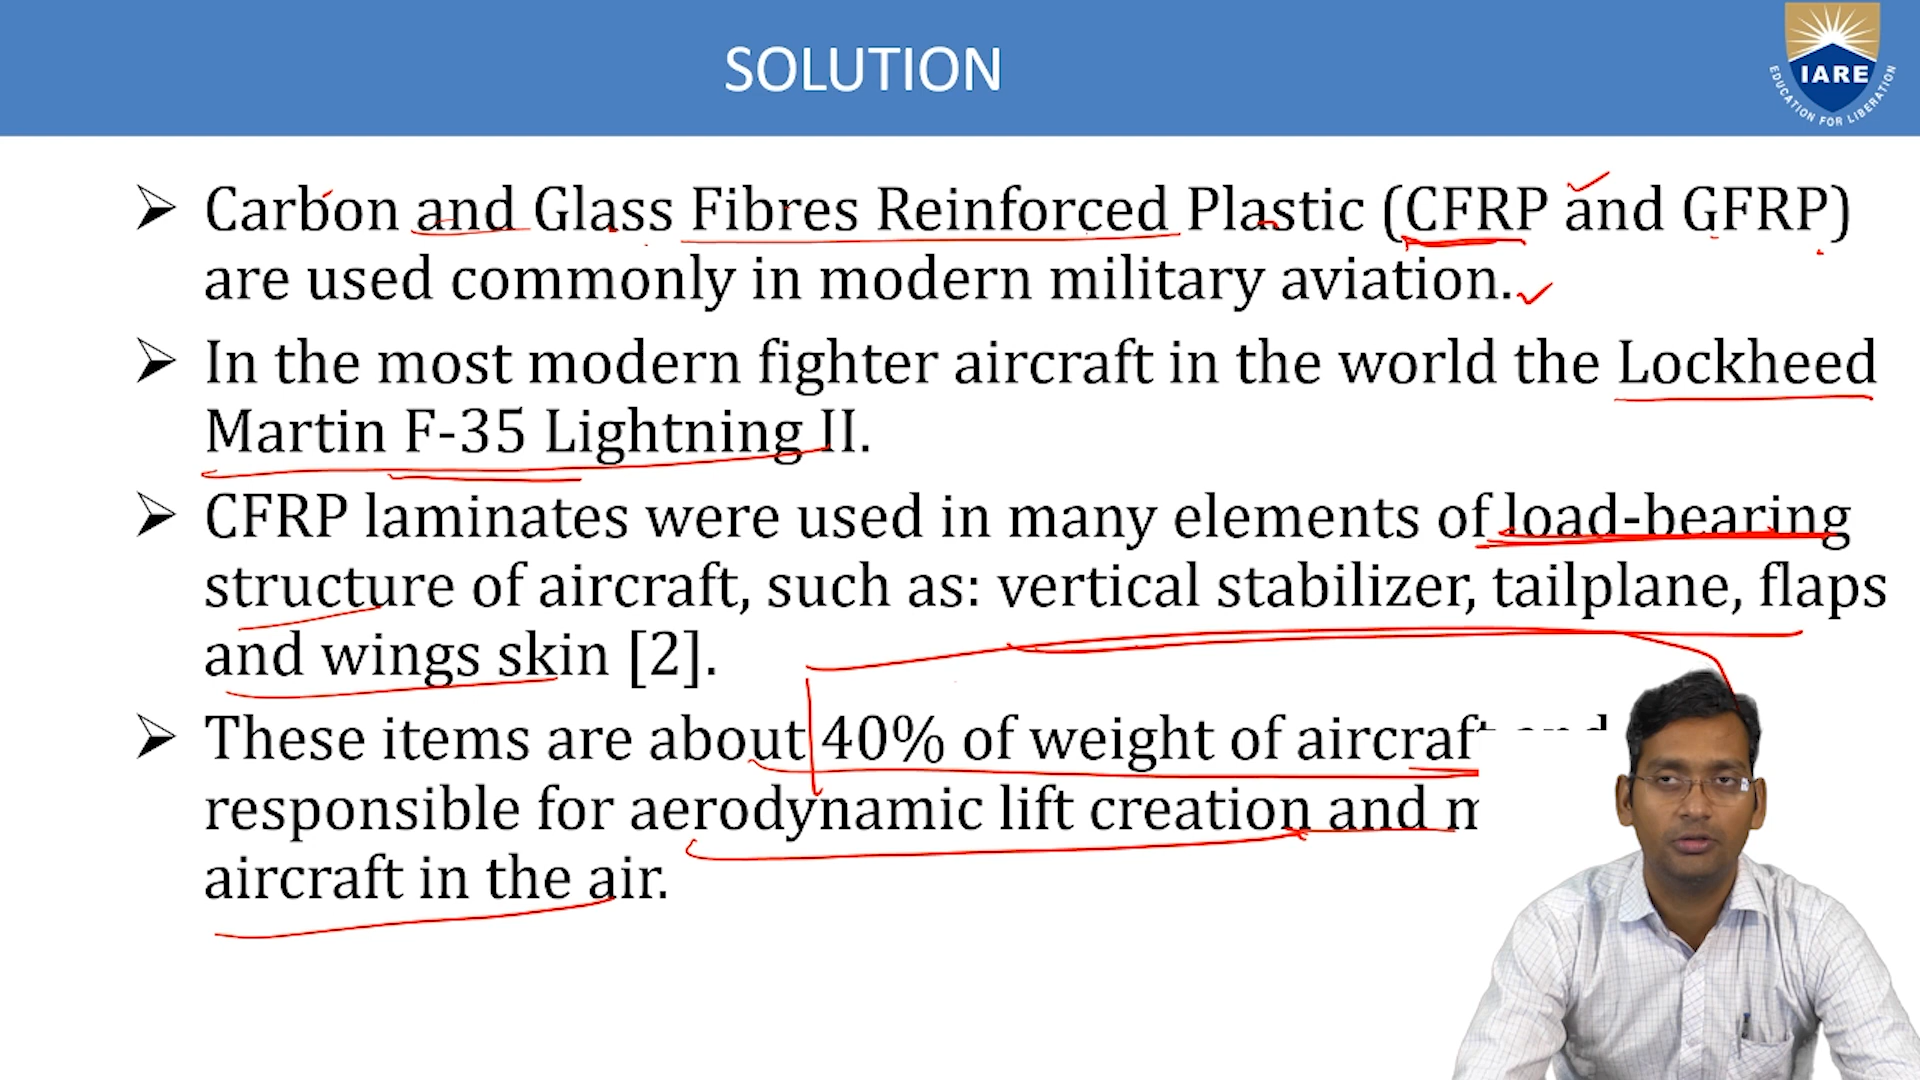 SOLUTION
IARE
EDUCATION FOR LIBERATION
➢ Carbon and Glass Fibres Reinforced Plastic (CFRP and GFRP)
are used commonly in modern military aviation.
➢ In the most modern fighter aircraft in the world the Lockheed
Martin F-35 Lightning II.
➢ CFRP laminates were used in many elements of load-bearing
structure of aircraft, such as: vertical stabilizer, tailplane, flaps
and wings skin [2].
➢ These items are about 40% of weight of aircraft and
responsible for aerodynamic lift creation and
aircraft in the air.